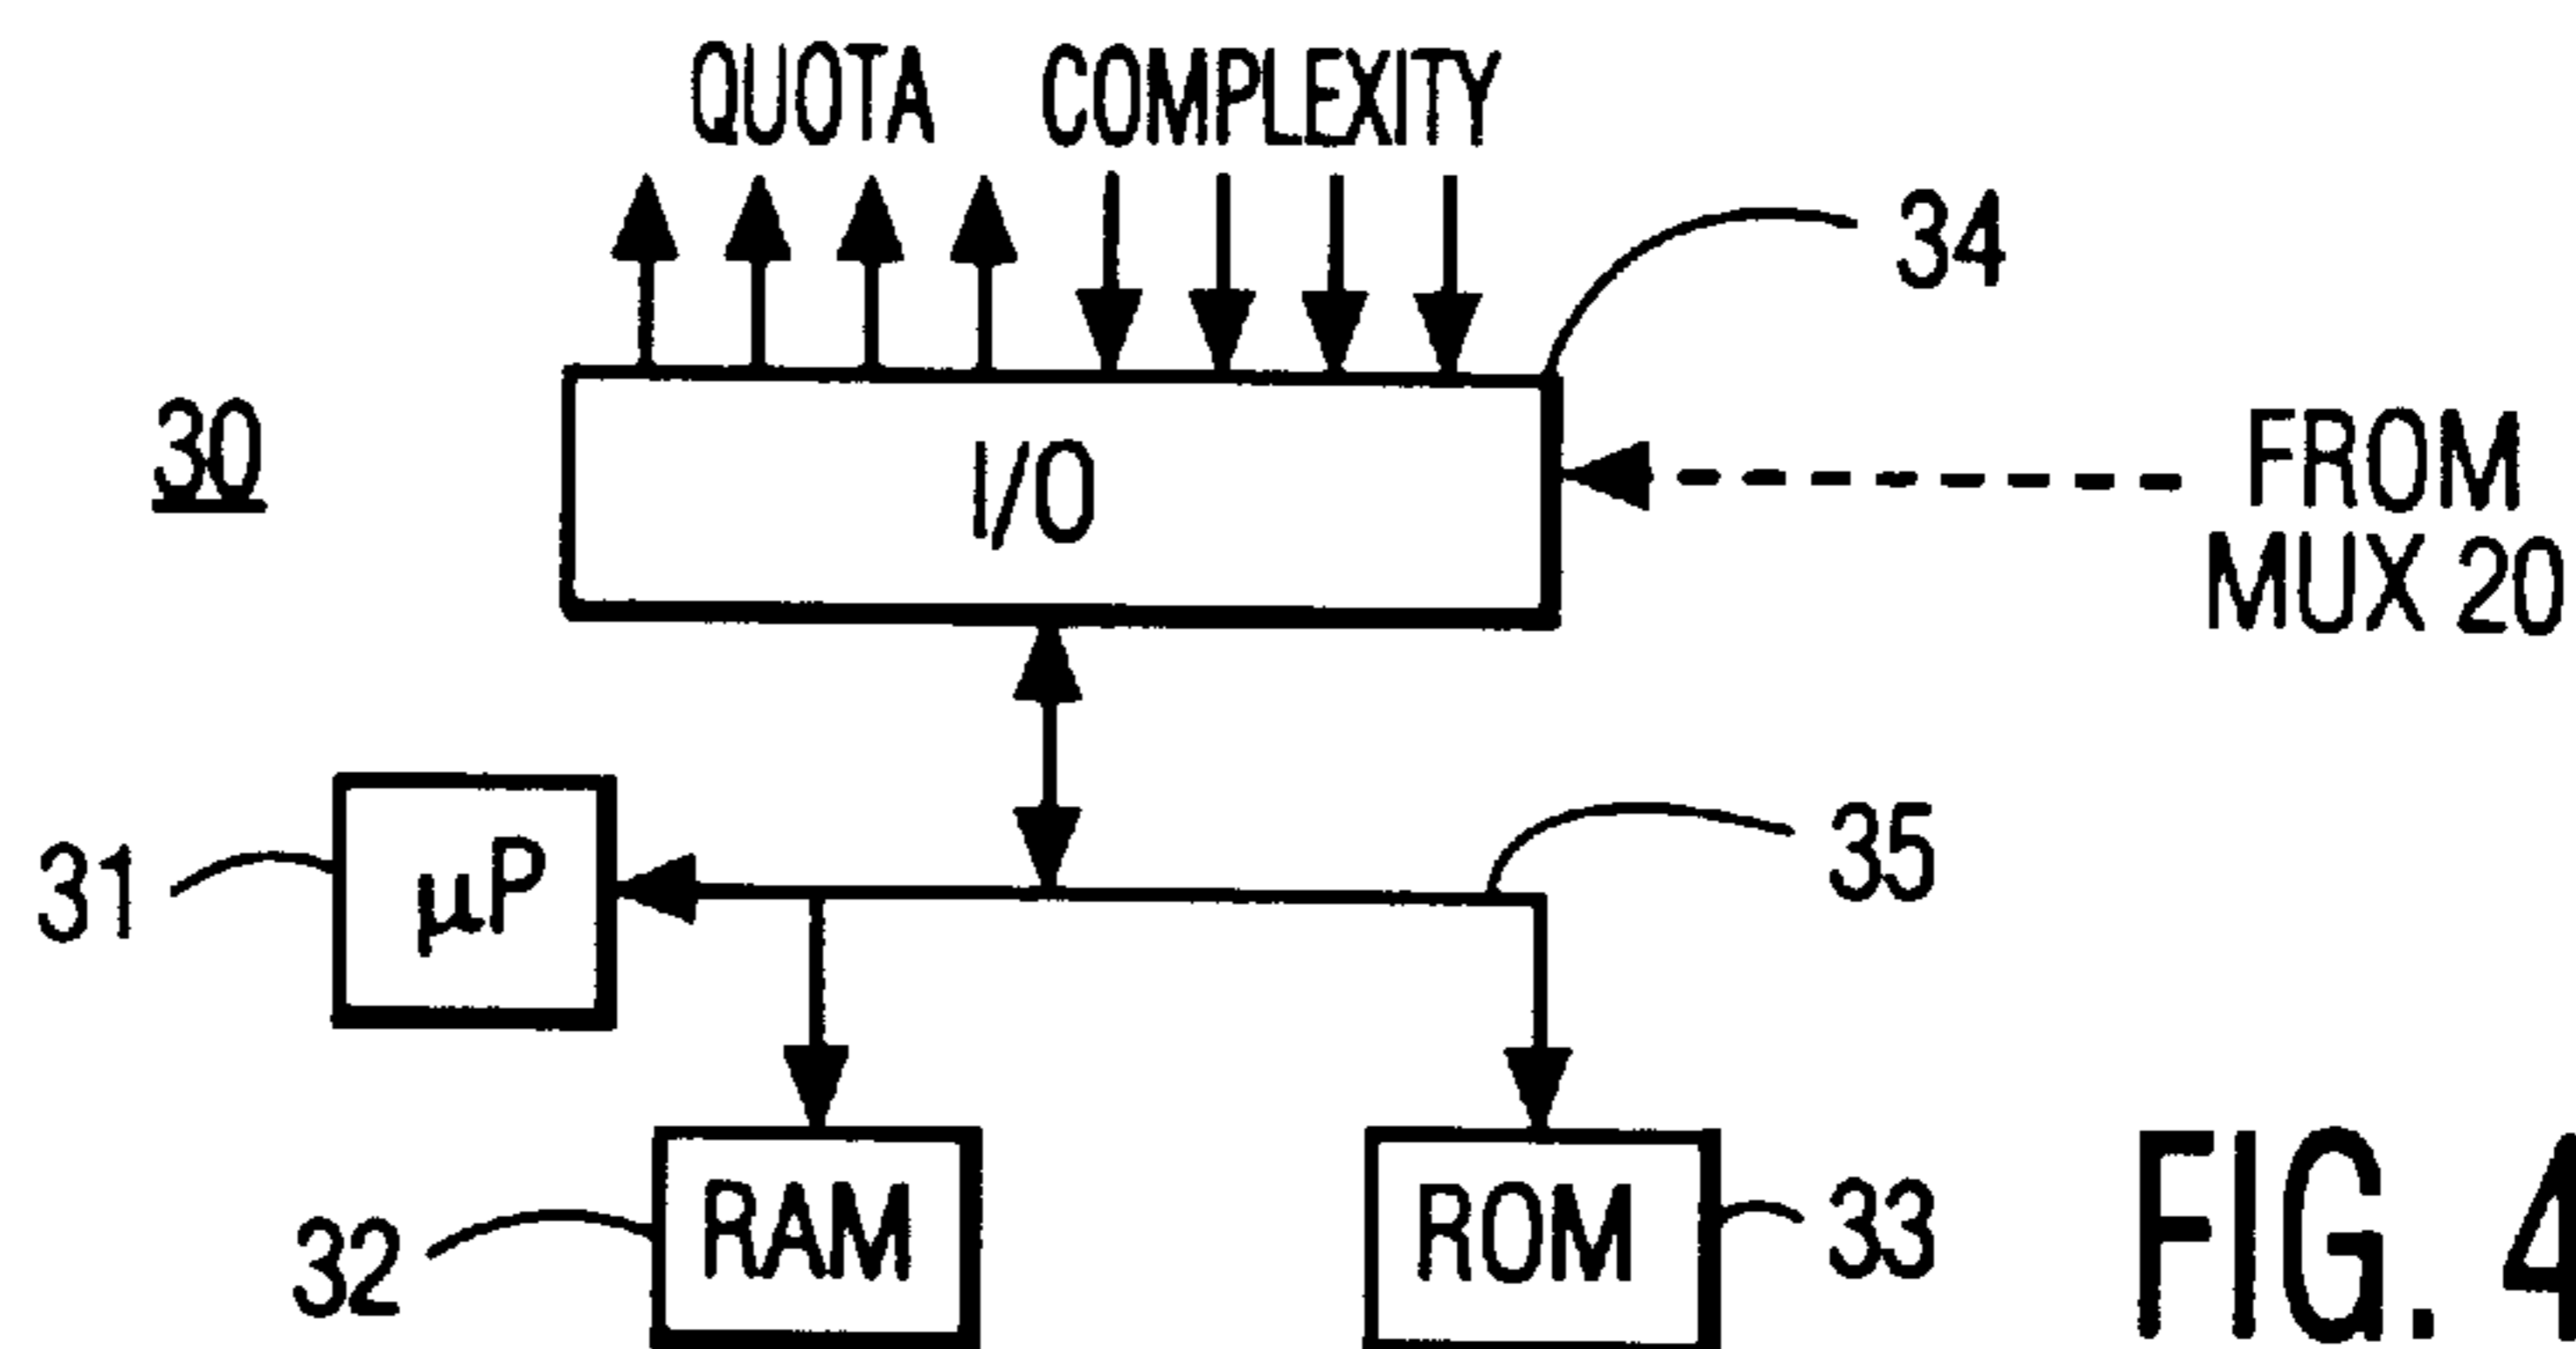 QUOTA COMPLEXITY
34
30
I/O
FROM
MUX 20
31
μP
35
32
RAM
ROM
33
FIG. 4